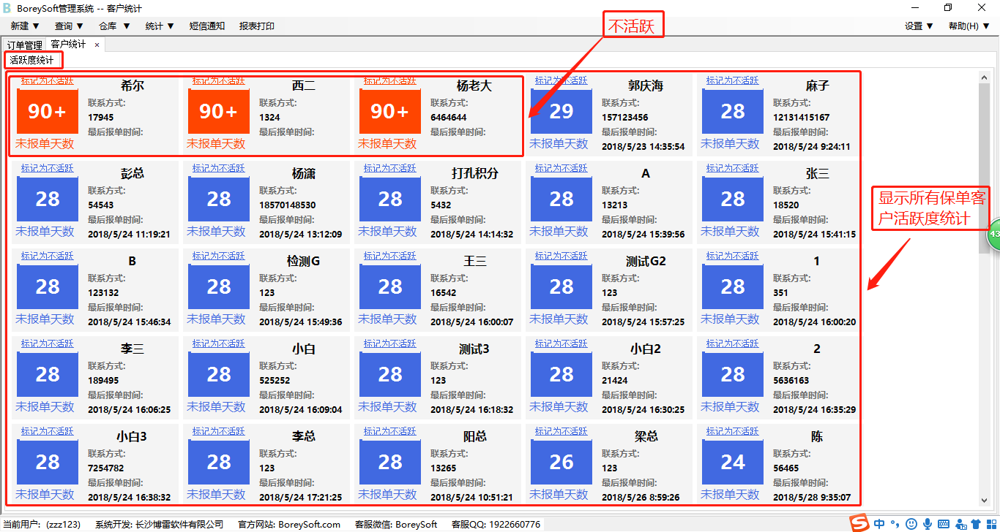 BoreySoft管理系统 -- 客户统计
新建 ▼ 查询 ▼ 仓库 ▼ 统计 ▼ 短信通知 报表打印 设置 ▼ 帮助(H) ▼
不活跃
订单管理 客户统计 ×
活跃度统计
标记为不活跃 希尔
联系方式:
90+
17945
最后报单时间:
未报单天数
标记为不活跃 西二
联系方式:
90+
1324
最后报单时间:
未报单天数
标记为不活跃 杨老大
联系方式:
90+
6464644
最后报单时间:
未报单天数
标记为不活跃 郭庆海
联系方式:
29
157123456
最后报单时间:
未报单天数 2018/5/23 14:35:54
标记为不活跃 麻子
联系方式:
28
12131415167
最后报单时间:
未报单天数 2018/5/24 9:24:11
标记为不活跃 彭总
联系方式:
28
54543
最后报单时间:
未报单天数 2018/5/24 11:19:21
标记为不活跃 杨潇
联系方式:
28
18570148530
最后报单时间:
未报单天数 2018/5/24 13:12:09
标记为不活跃 打孔积分
联系方式:
28
5432
最后报单时间:
未报单天数 2018/5/24 14:14:32
标记为不活跃 A
联系方式:
28
13213
最后报单时间:
未报单天数 2018/5/24 15:39:56
标记为不活跃 张三
联系方式:
28
18520
最后报单时间:
未报单天数 2018/5/24 15:41:15
显示所有保单客
户活跃度统计
43
标记为不活跃 B
联系方式:
28
123132
最后报单时间:
未报单天数 2018/5/24 15:46:34
标记为不活跃 检测G
联系方式:
28
123
最后报单时间:
未报单天数 2018/5/24 15:49:36
标记为不活跃 王三
联系方式:
28
16542
最后报单时间:
未报单天数 2018/5/24 16:00:07
标记为不活跃 测试G2
联系方式:
28
123
最后报单时间:
未报单天数 2018/5/24 15:57:25
标记为不活跃 1
联系方式:
28
351
最后报单时间:
未报单天数 2018/5/24 16:00:20
标记为不活跃 李三
联系方式:
28
189495
最后报单时间:
未报单天数 2018/5/24 16:06:25
标记为不活跃 小白
联系方式:
28
525252
最后报单时间:
未报单天数 2018/5/24 16:09:04
标记为不活跃 测试3
联系方式:
28
123
最后报单时间:
未报单天数 2018/5/24 16:18:32
标记为不活跃 小白2
联系方式:
28
21424
最后报单时间:
未报单天数 2018/5/24 16:30:25
标记为不活跃 2
联系方式:
28
5636163
最后报单时间:
未报单天数 2018/5/24 16:35:29
标记为不活跃 小白3
联系方式:
28
7254782
最后报单时间:
未报单天数 2018/5/24 16:38:32
标记为不活跃 李总
联系方式:
28
123
最后报单时间:
未报单天数 2018/5/24 17:21:25
标记为不活跃 阳总
联系方式:
28
13265
最后报单时间:
未报单天数 2018/5/24 10:51:21
标记为不活跃 梁总
联系方式:
26
123
最后报单时间:
未报单天数 2018/5/26 8:59:26
标记为不活跃 陈
联系方式:
24
56465
最后报单时间:
未报单天数 2018/5/28 9:35:07
当前用户: (zzz123) 系统开发: 长沙博雷软件有限公司 官方网站: BoreySoft.com 客服微信: BoreySoft 客服QQ: 1922660776
中